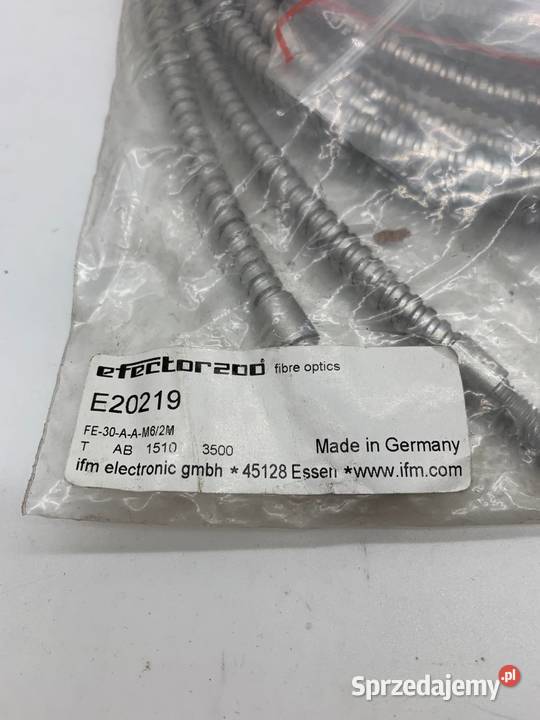 efector200 fibre optics
E20219
FE-30-A-A-M6/2M
T AB 1510 3500 Made in Germany
ifm electronic gmbh * 45128 Essen *www.ifm.com
Sprzedajemy.pl